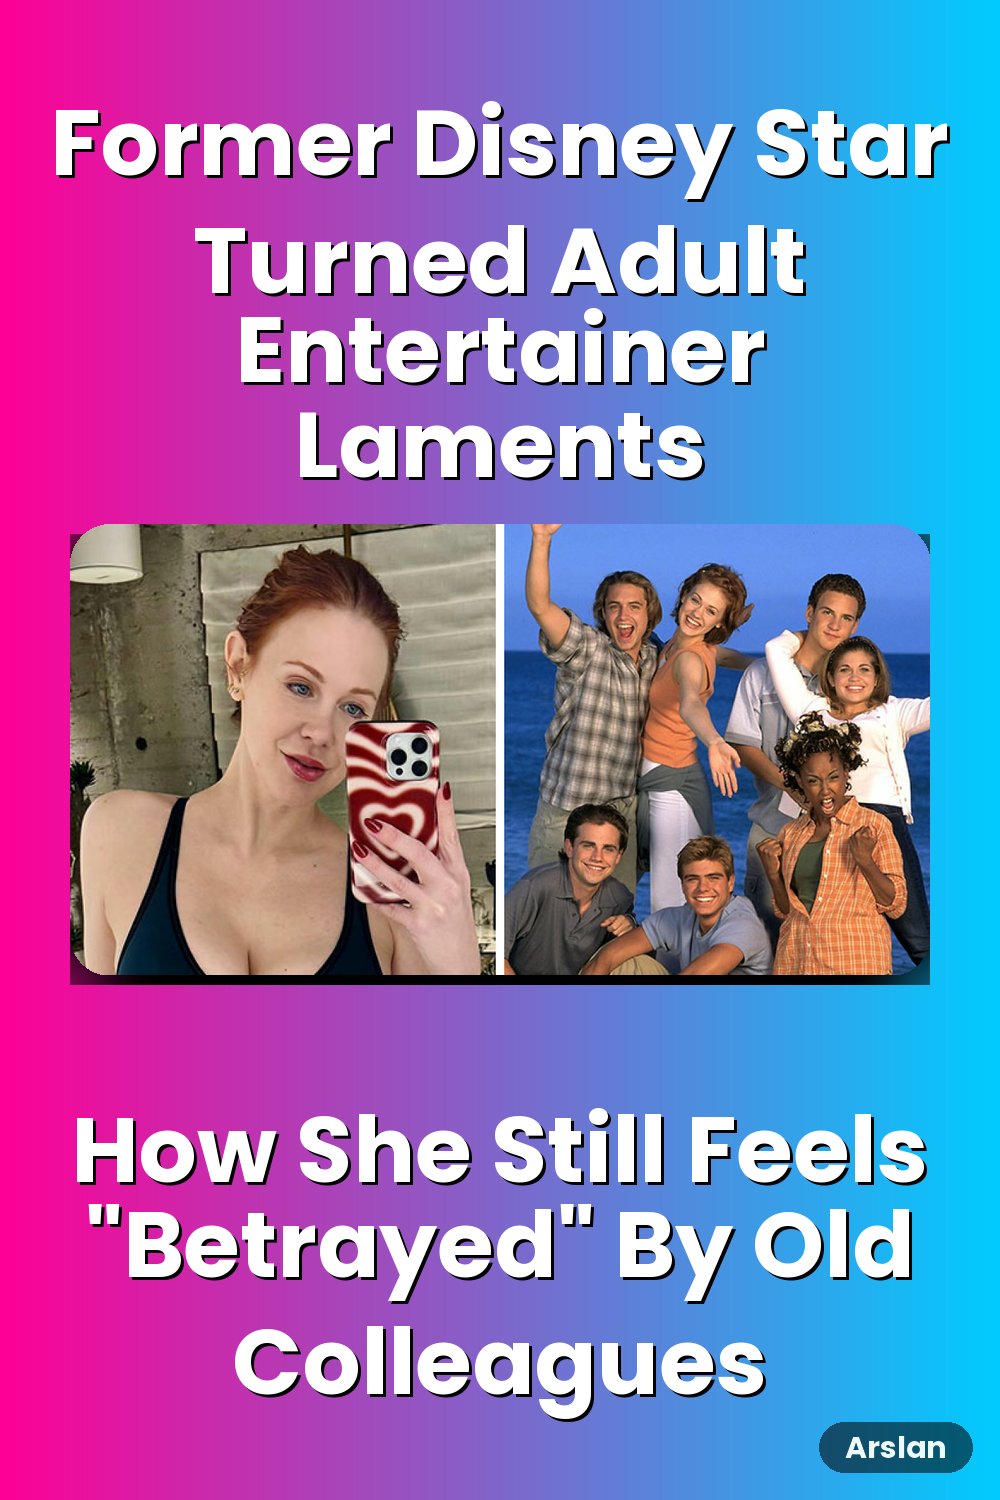 Former Disney Star
Turned Adult
Entertainer
Laments
How She Still Feels
"Betrayed" By Old
Colleagues
Arslan